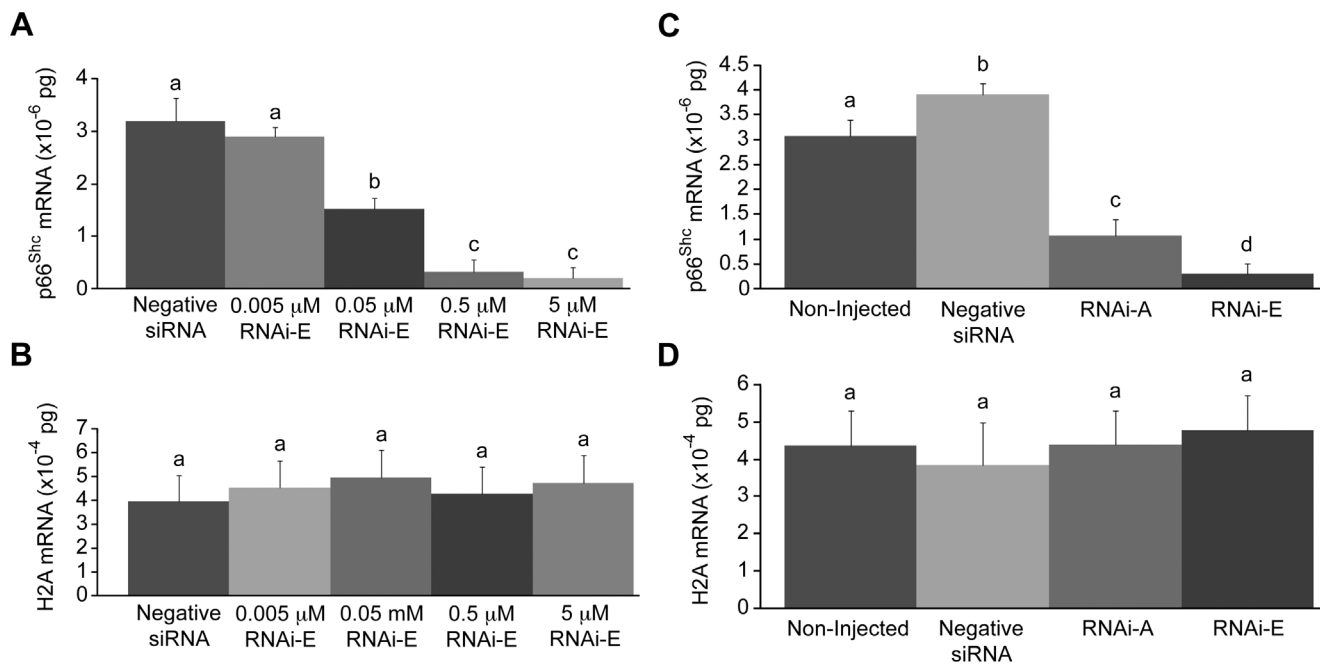 A
p66^Shc mRNA (x10^-6 pg)
4
3
2
1
0
a
a
b
c
c
Negative siRNA
0.005 μM RNAi-E
0.05 μM RNAi-E
0.5 μM RNAi-E
5 μM RNAi-E
B
H2A mRNA (x10^-4 pg)
7
6
5
4
3
2
1
0
a
a
a
a
a
Negative siRNA
0.005 μM RNAi-E
0.05 mM RNAi-E
0.5 μM RNAi-E
5 μM RNAi-E
C
p66^Shc mRNA (x10^-6 pg)
4.5
4
3.5
3
2.5
1.5
1
0.5
0
a
b
c
d
Non-Injected
Negative siRNA
RNAi-A
RNAi-E
D
H2A mRNA (x10^-4 pg)
6
5
4
3
2
1
0
a
a
a
a
Non-Injected
Negative siRNA
RNAi-A
RNAi-E